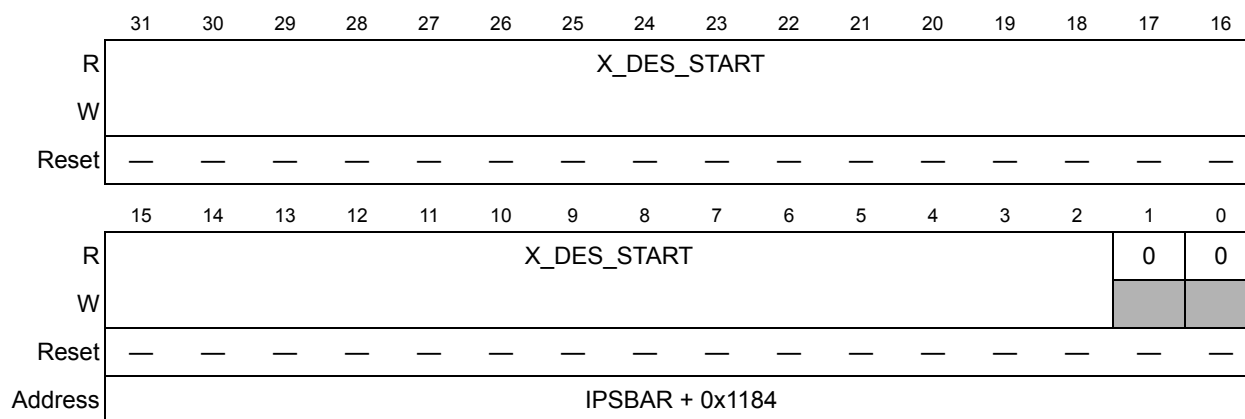 31 30 29 28 27 26 25 24 23 22 21 20 19 18 17 16
R X_DES_START
W
Reset — — — — — — — — — — — — — — — —
15 14 13 12 11 10 9 8 7 6 5 4 3 2 1 0
R X_DES_START 0 0
W
Reset — — — — — — — — — — — — — — — —
Address IPSBAR + 0x1184